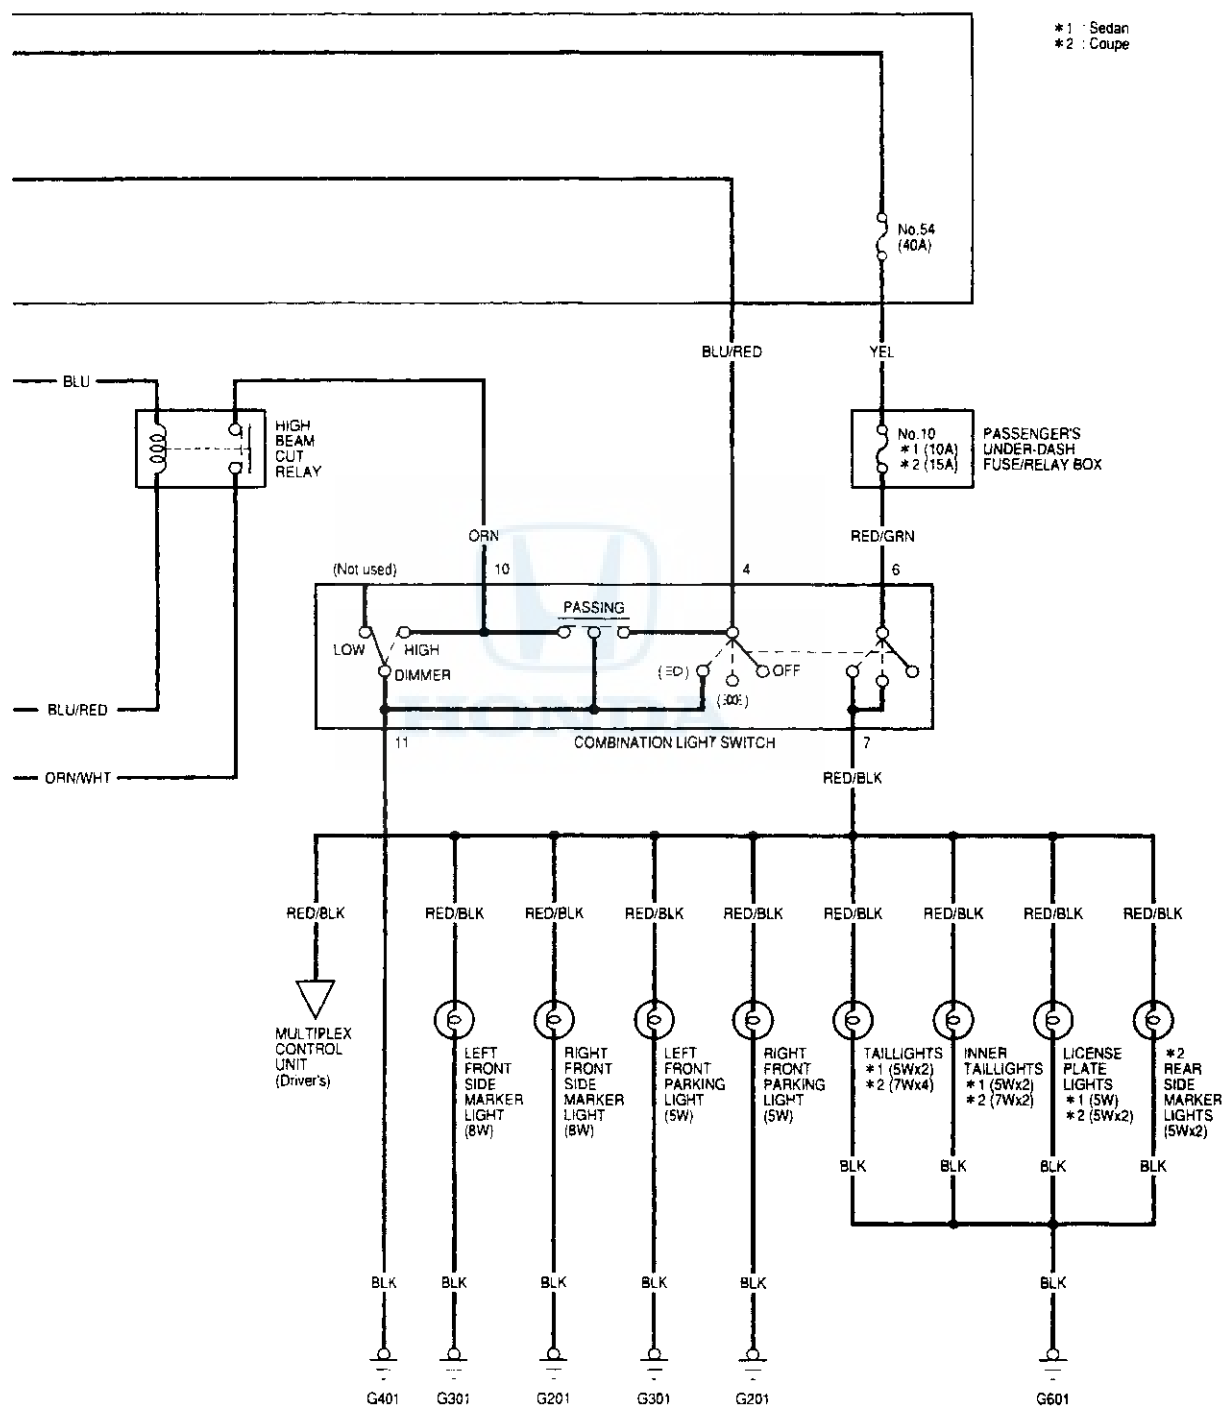 *1 : Sedan
*2 : Coupe
No.54
(40A)
BLU/RED
YEL
BLU
HIGH
BEAM
CUT
RELAY
No.10
*1 (10A)
*2 (15A)
PASSENGER'S
UNDER-DASH
FUSE/RELAY BOX
ORN
RED/GRN
(Not used)
10
4
6
PASSING
LOW
HIGH
DIMMER
OFF
HONDA
BLU/RED
11
COMBINATION LIGHT SWITCH
7
ORN/WHT
RED/BLK
RED/BLK
RED/BLK
RED/BLK
RED/BLK
RED/BLK
RED/BLK
RED/BLK
RED/BLK
RED/BLK
MULTIPLEX
CONTROL
UNIT
(Driver's)
LEFT
FRONT
SIDE
MARKER
LIGHT
(8W)
RIGHT
FRONT
SIDE
MARKER
LIGHT
(8W)
LEFT
FRONT
PARKING
LIGHT
(5W)
RIGHT
FRONT
PARKING
LIGHT
(5W)
TAILLIGHTS
*1 (5Wx2)
*2 (7Wx4)
INNER
TAILLIGHTS
*1 (5Wx2)
*2 (7Wx2)
LICENSE
PLATE
LIGHTS
*1 (5W)
*2 (5Wx2)
*2
REAR
SIDE
MARKER
LIGHTS
(5Wx2)
BLK
BLK
BLK
BLK
BLK
BLK
BLK
BLK
BLK
BLK
G401
G301
G201
G301
G201
G601